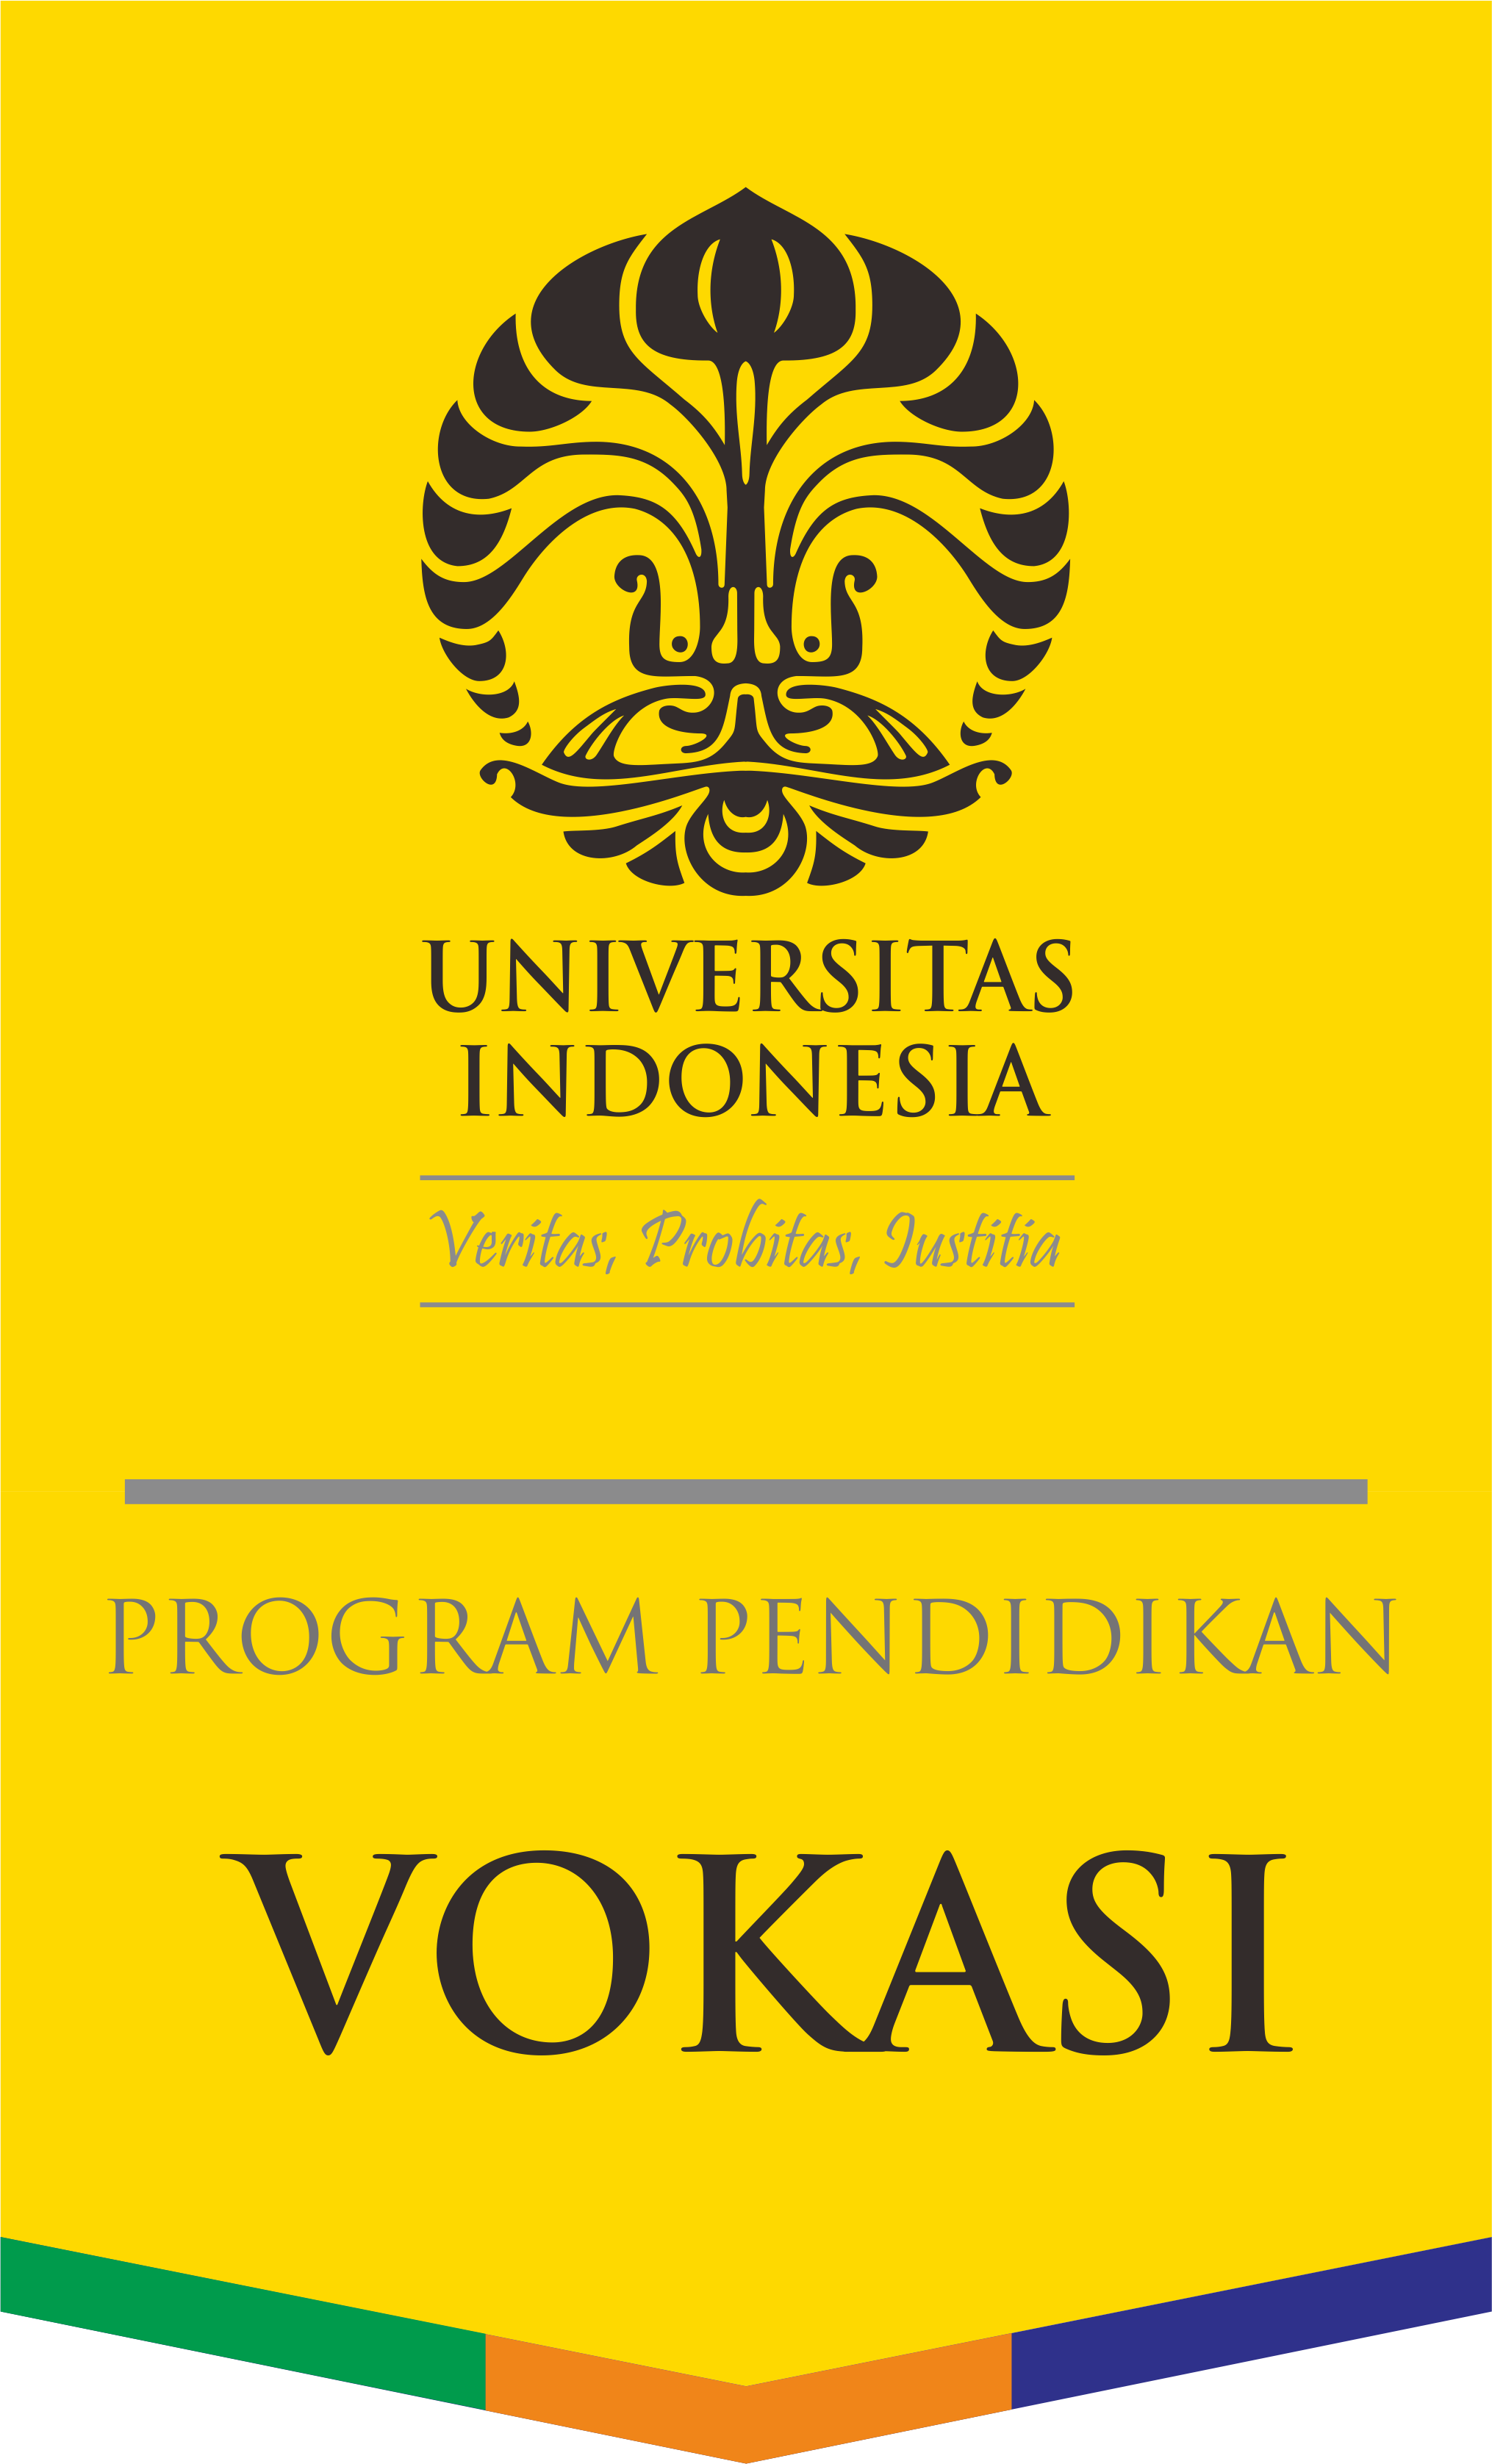 UNIVERSITAS
INDONESIA
Veritas, Probitas, Iustitia
PROGRAM PENDIDIKAN
VOKASI